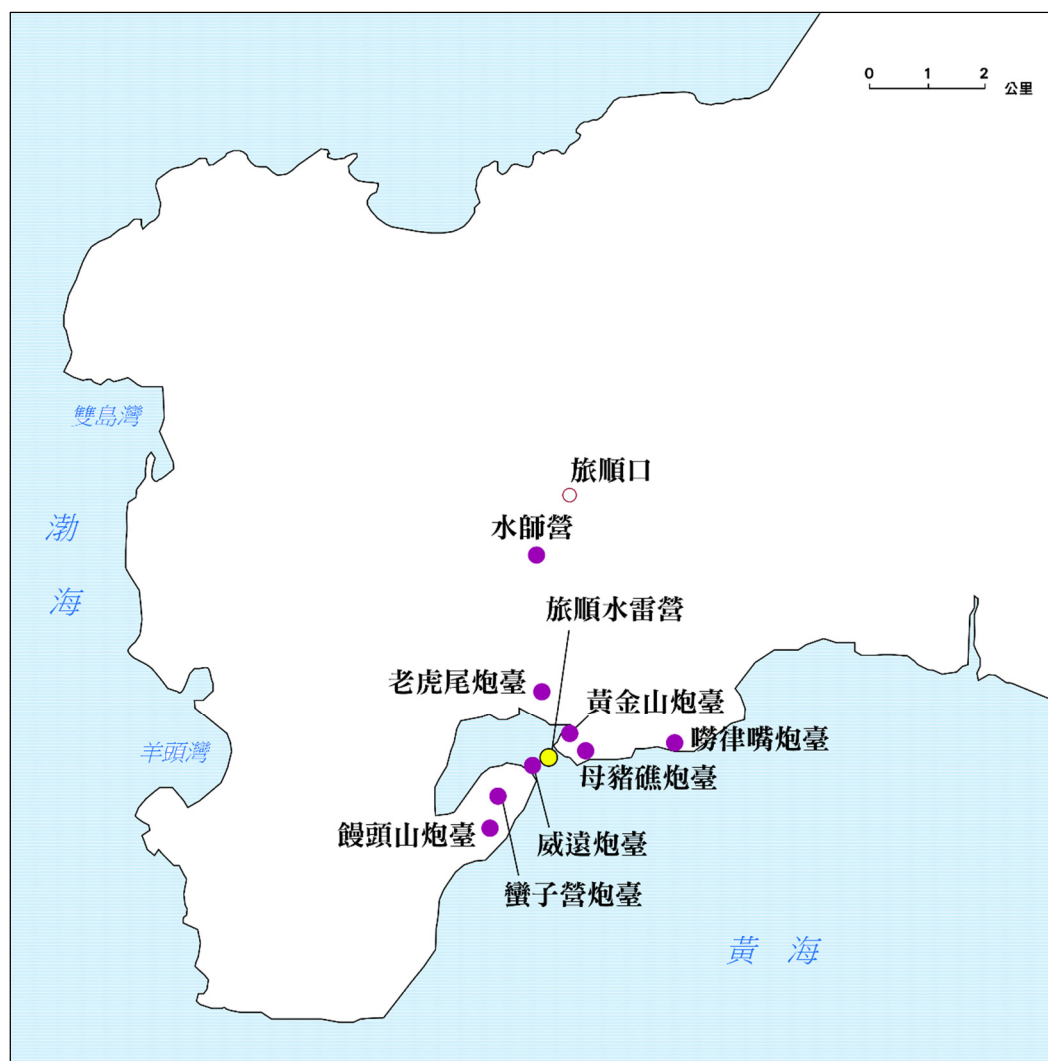 0 1 2
公里
雙島灣
旅順口
水師營
渤
海
旅順水雷營
老虎尾炮臺
黃金山炮臺
嘮律嘴炮臺
羊頭灣
母豬礁炮臺
饅頭山炮臺
威遠炮臺
蠻子營炮臺
黃 海